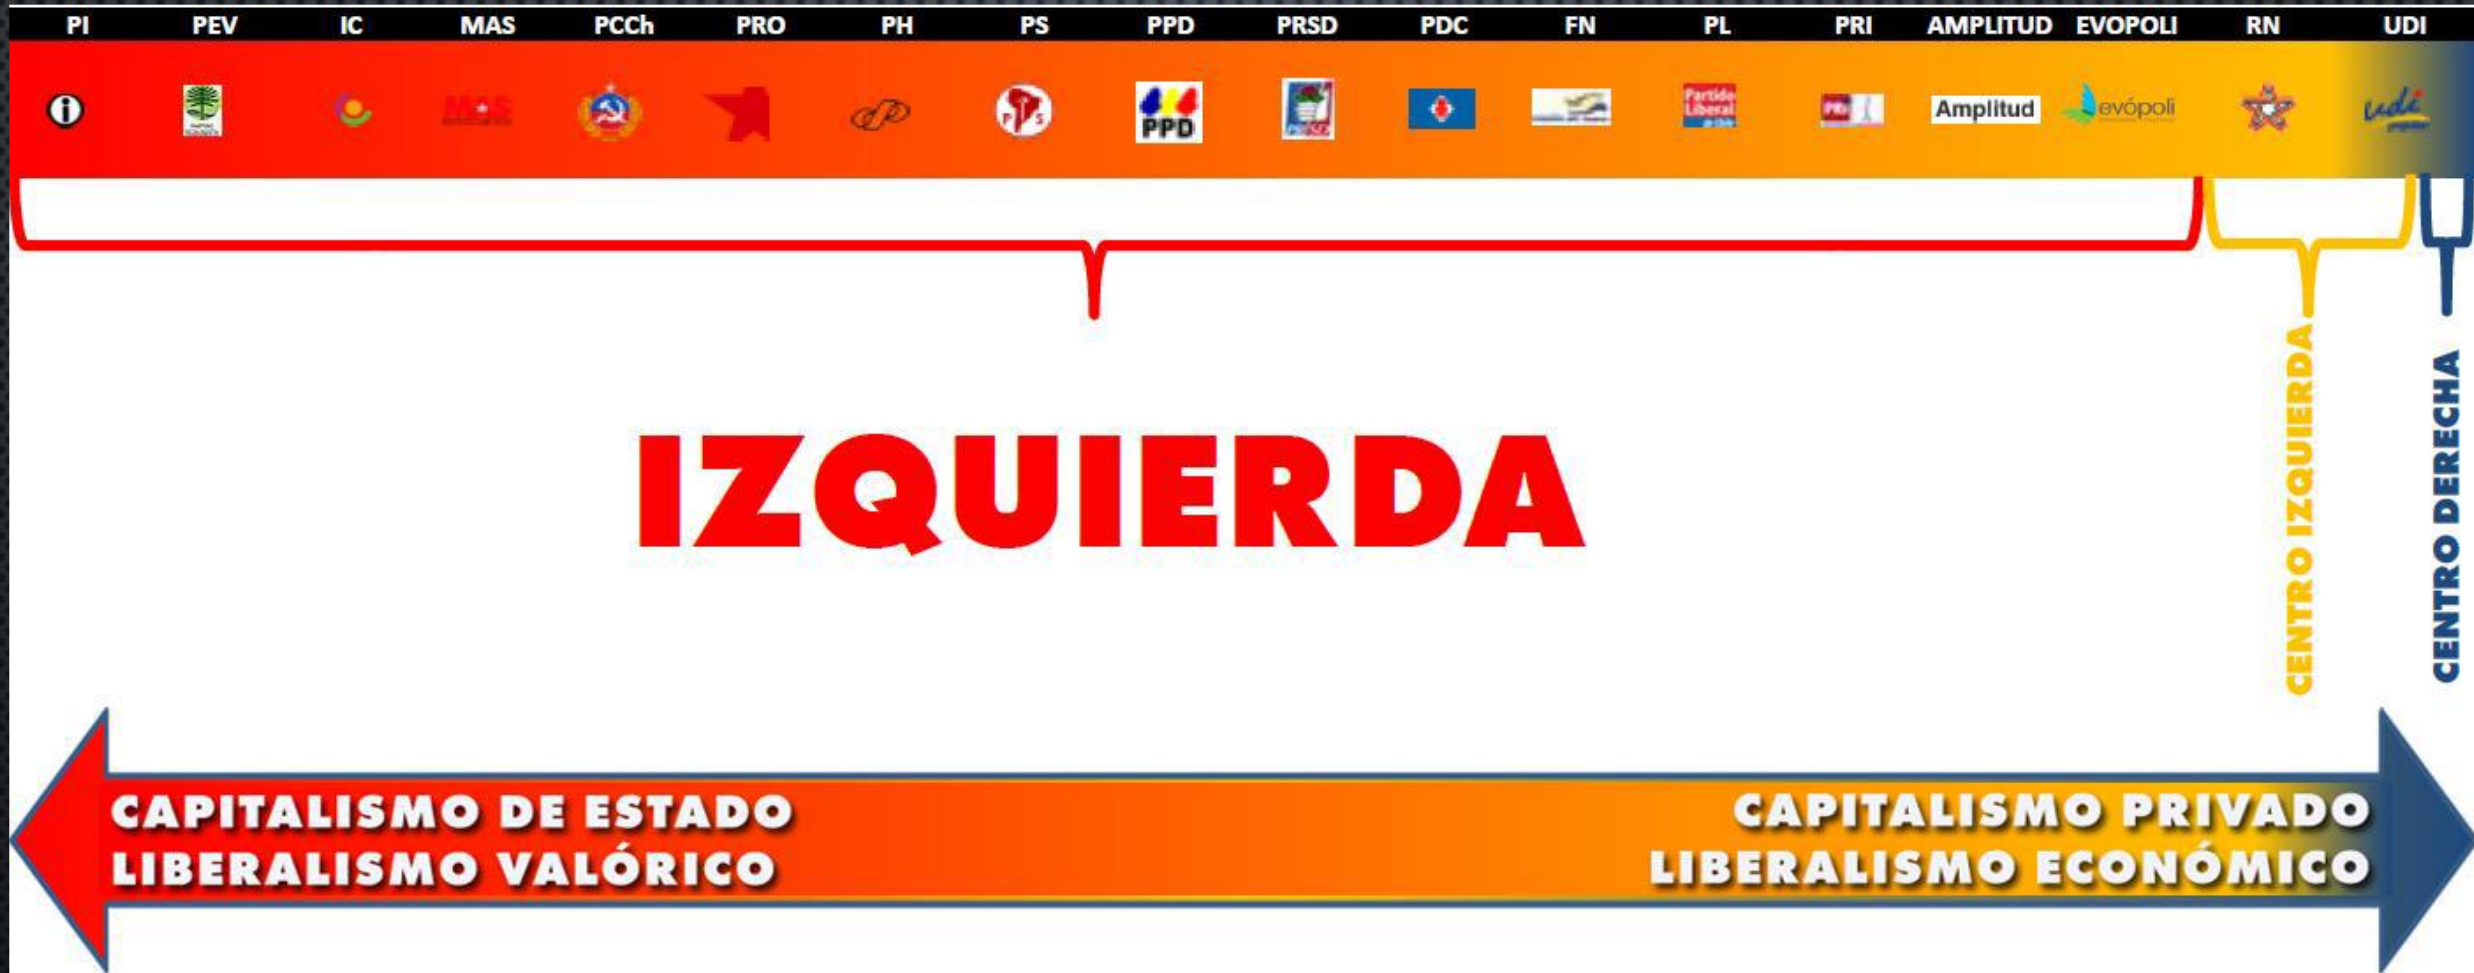 PI PEV IC MAS PCCh PRO PH PS PPD PRSD PDC FN PL PRI AMPLITUD EVOPOLI RN UDI
i
MAS
P S
PPD
Partido
Liberal
PRI
Amplitud
evópoli
udi
IZQUIERDA
CENTRO IZQUIERDA
CENTRO DERECHA
CAPITALISMO DE ESTADO
LIBERALISMO VALÓRICO
CAPITALISMO PRIVADO
LIBERALISMO ECONÓMICO